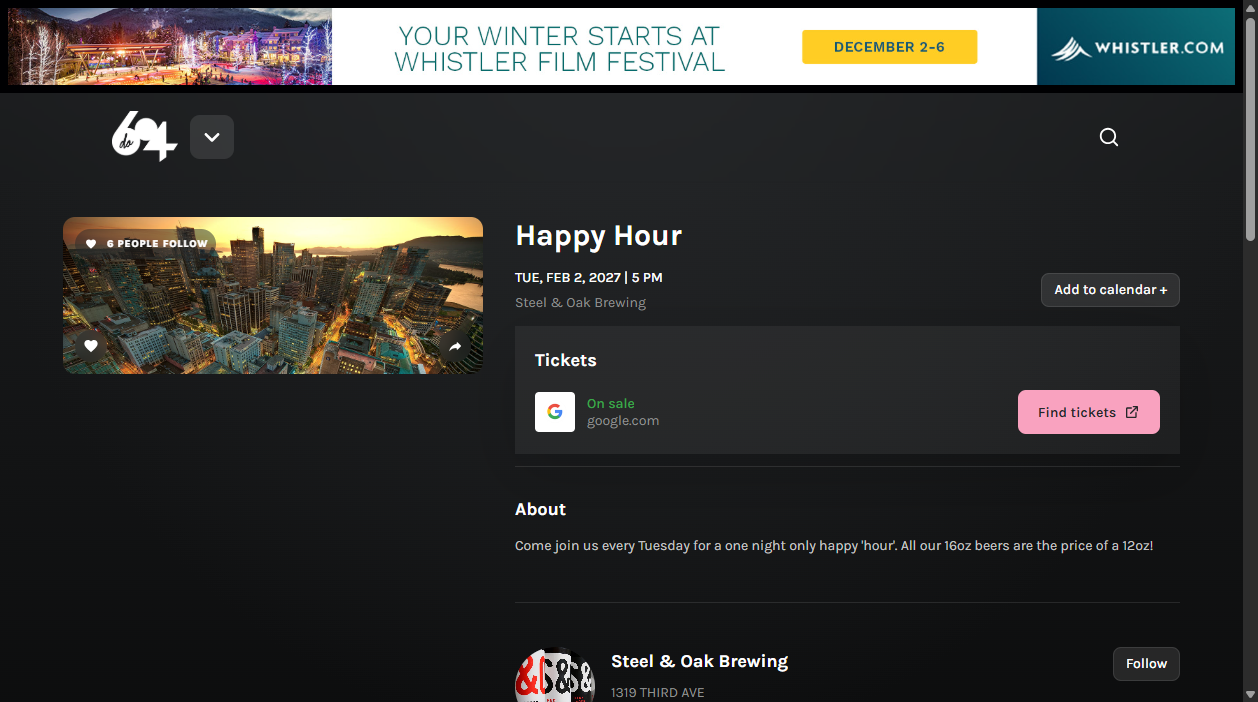 YOUR WINTER STARTS AT
WHISTLER FILM FESTIVAL
DECEMBER 2-6
WHISTLER.COM
do604
6 PEOPLE FOLLOW
Happy Hour
TUE, FEB 2, 2027 | 5 PM
Steel & Oak Brewing
Add to calendar +
Tickets
On sale
google.com
Find tickets
About
Come join us every Tuesday for a one night only happy 'hour'. All our 16oz beers are the price of a 12oz!
Steel & Oak Brewing
1319 THIRD AVE
Follow